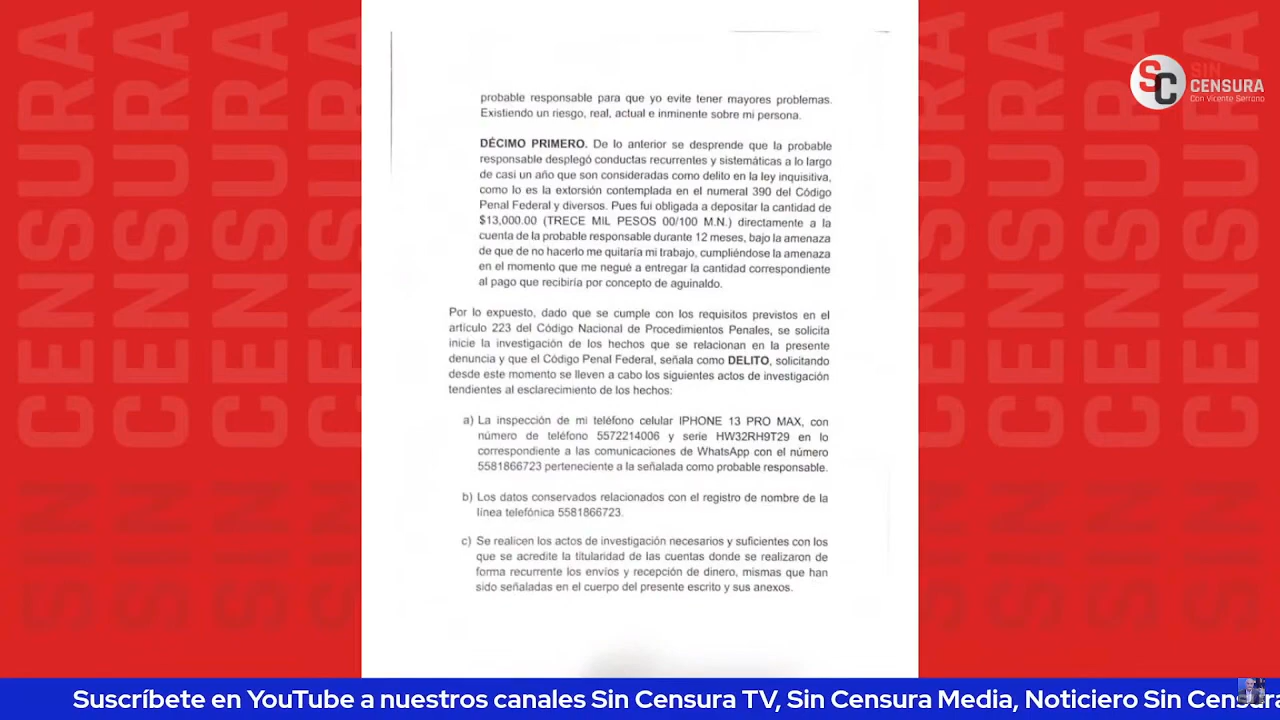 probable responsable para que yo evite tener mayores problemas.
Existiendo un riesgo, real, actual e inminente sobre mi persona.
DÉCIMO PRIMERO. De lo anterior se desprende que la probable
responsable desplegó conductas recurrentes y sistemáticas a lo largo
de casi un año que son consideradas como delito en la ley inquisitiva,
como lo es la extorsión contemplada en el numeral 390 del Código
Penal Federal y diversos. Pues fui obligada a depositar la cantidad de
$13,000.00 (TRECE MIL PESOS 00/100 M.N.) directamente a la
cuenta de la probable responsable durante 12 meses, bajo la amenaza
de que de no hacerlo me quitaría mi trabajo, cumpliéndose la amenaza
en el momento que me negué a entregar la cantidad correspondiente
al pago que recibiría por concepto de aguinaldo.
Por lo expuesto, dado que se cumple con los requisitos previstos en el
artículo 223 del Código Nacional de Procedimientos Penales, se solicita
inicie la investigación de los hechos que se relacionan en la presente
denuncia y que el Código Penal Federal, señala como DELITO, solicitando
desde este momento se lleven a cabo los siguientes actos de investigación
tendientes al esclarecimiento de los hechos:
a) La inspección de mi teléfono celular IPHONE 13 PRO MAX, con
número de teléfono 5572214006 y serie HW32RH9T29 en lo
correspondiente a las comunicaciones de WhatsApp con el número
5581866723 perteneciente a la señalada como probable responsable.
b) Los datos conservados relacionados con el registro de nombre de la
línea telefónica 5581866723.
c) Se realicen los actos de investigación necesarios y suficientes con los
que se acredite la titularidad de las cuentas donde se realizaron de
forma recurrente los envíos y recepción de dinero, mismas que han
sido señaladas en el cuerpo del presente escrito y sus anexos.
SC SIN
CENSURA
Con Vicente Serrano
SIN CENSURA
SIN CENSURA
SIN CENSURA
SIN CENSURA
SIN CENSURA
SIN CENSURA
SIN CENSURA
Suscríbete en YouTube a nuestros canales Sin Censura TV, Sin Censura Media, Noticiero Sin Censura